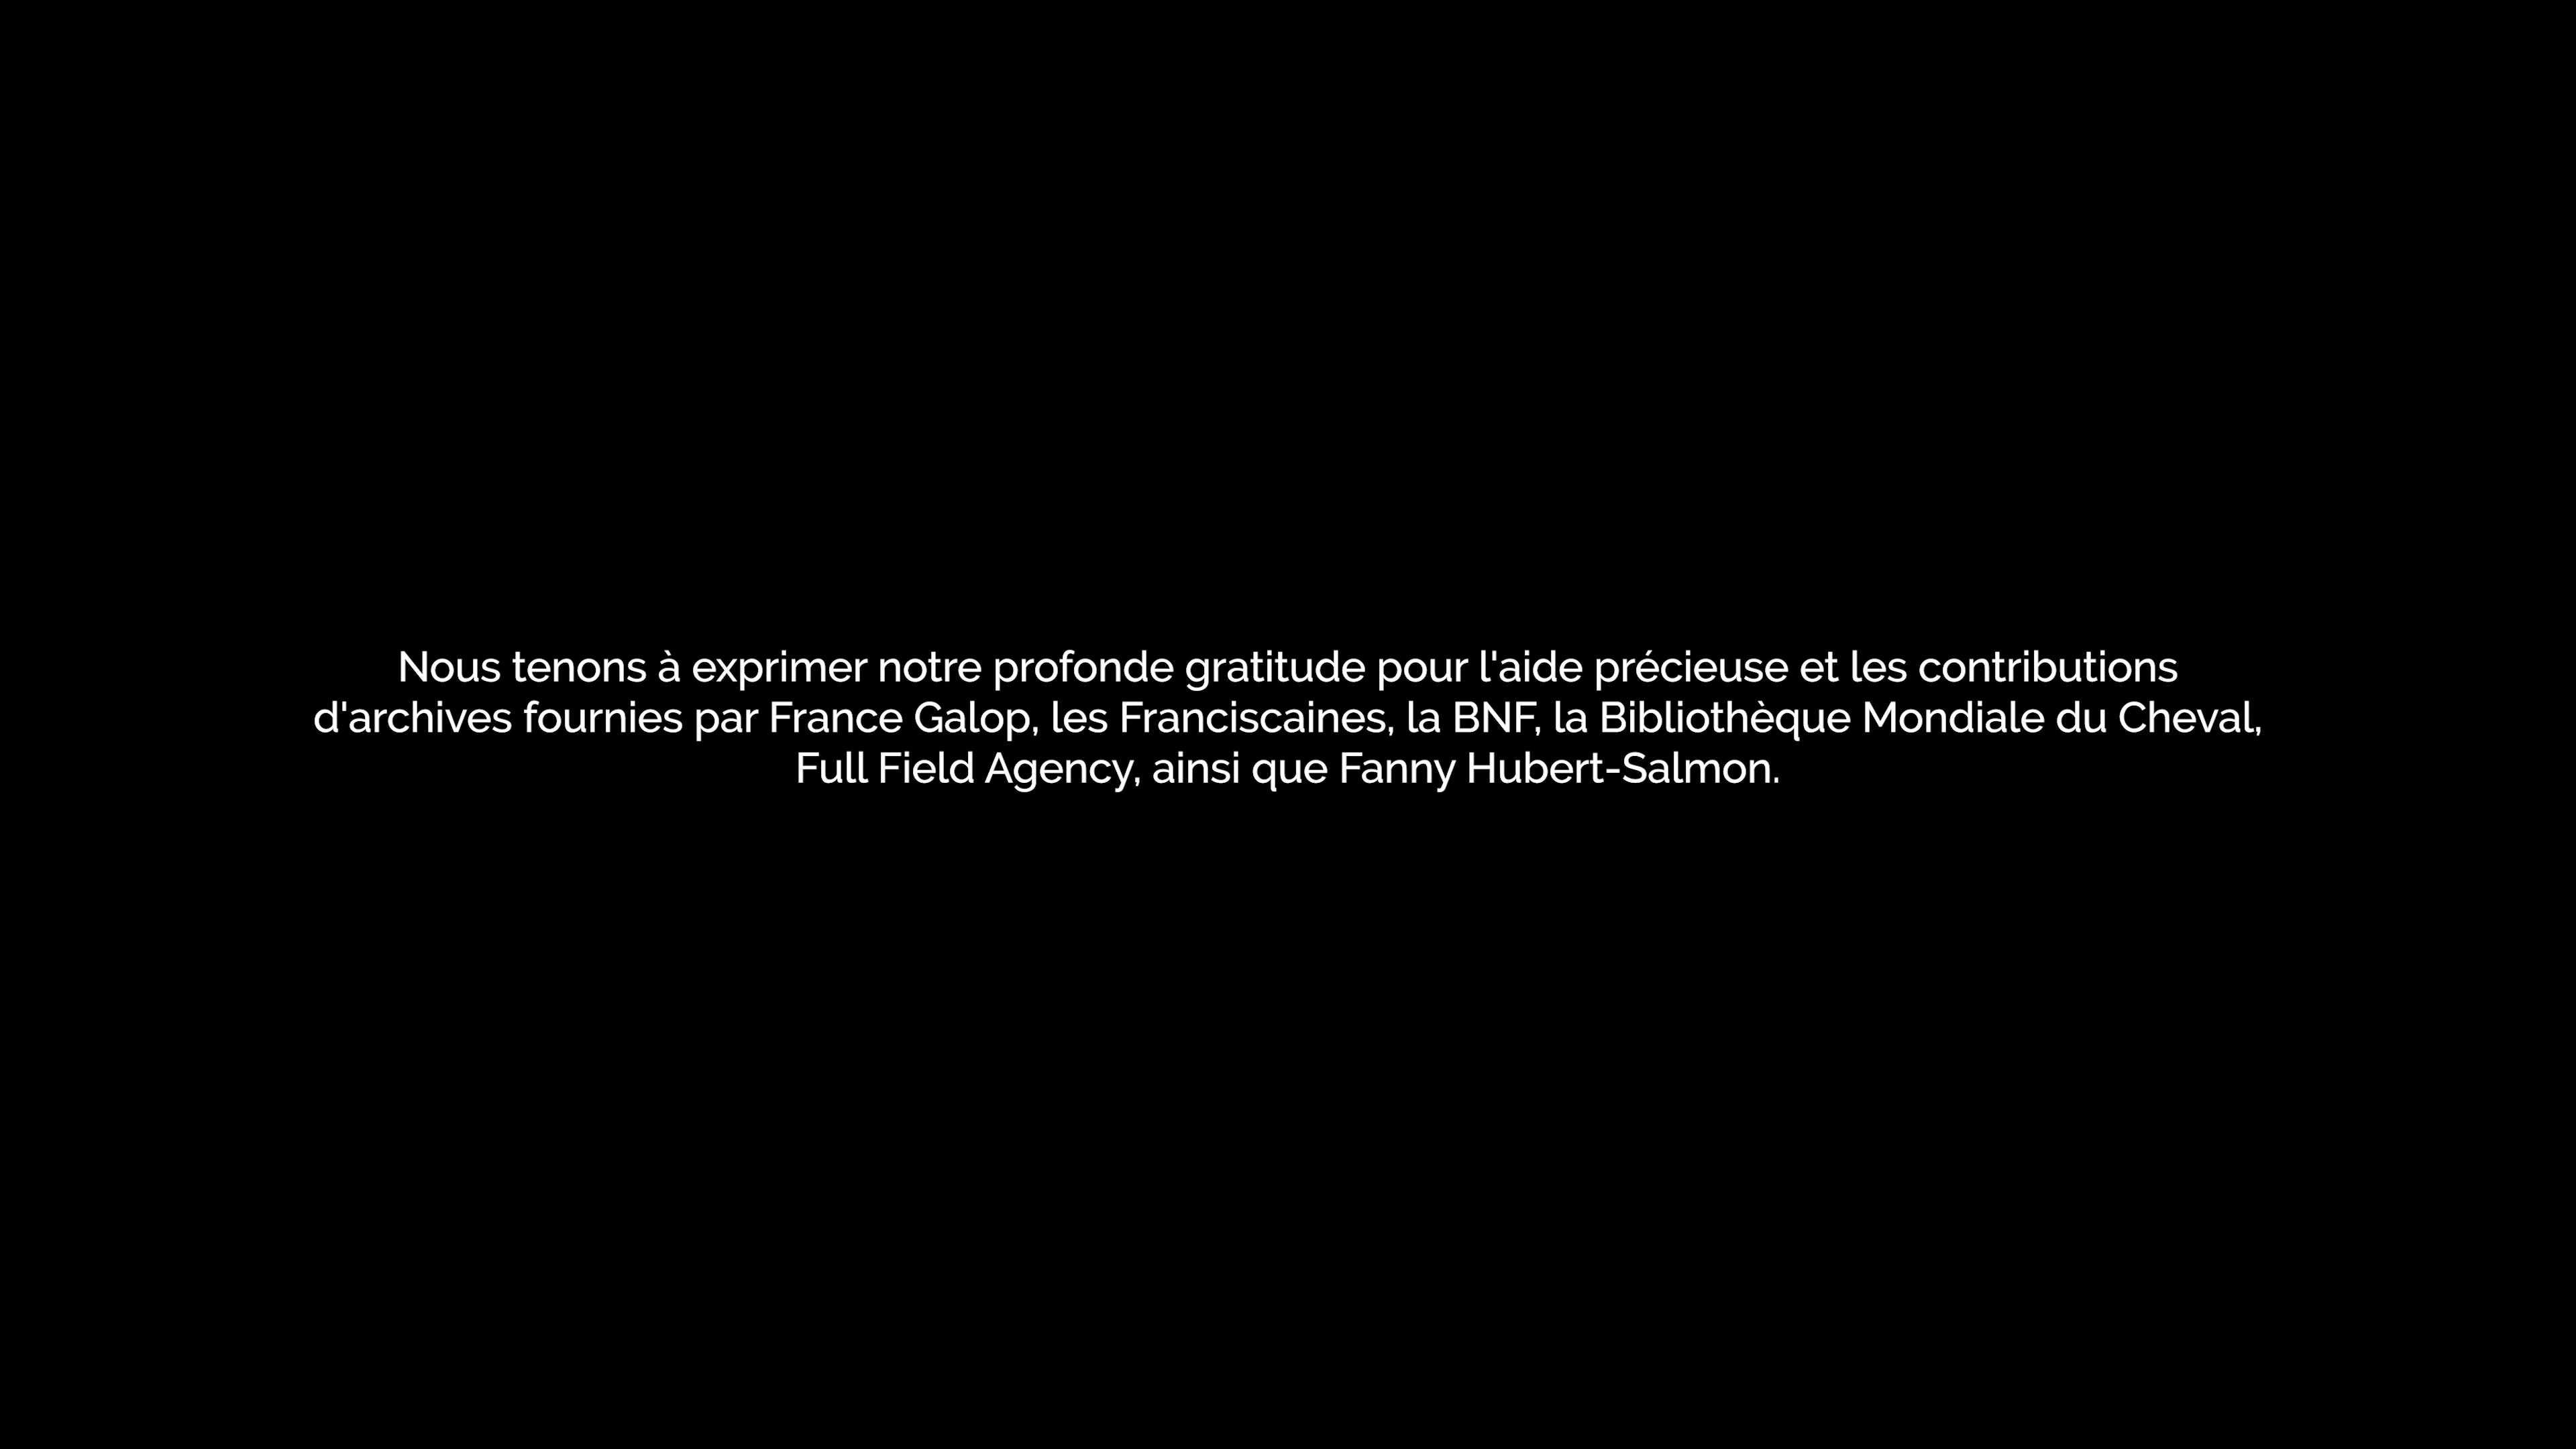 Nous tenons à exprimer notre profonde gratitude pour l'aide précieuse et les contributions
d'archives fournies par France Galop, les Franciscaines, la BNF, la Bibliothèque Mondiale du Cheval,
Full Field Agency, ainsi que Fanny Hubert-Salmon.